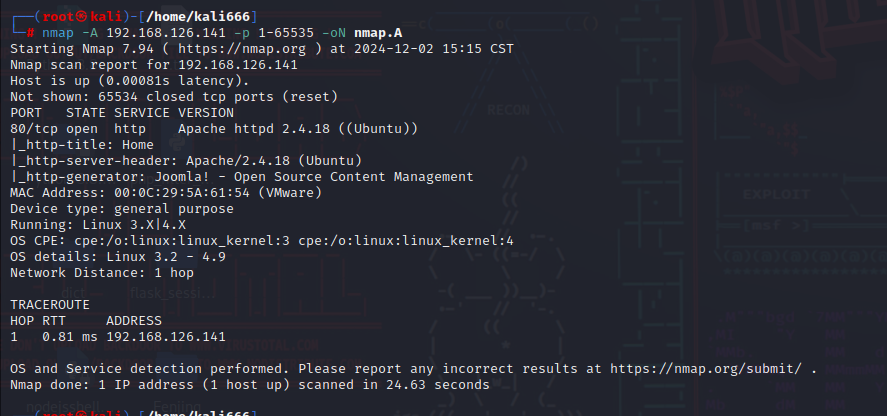 ┌──(root㉿kali)-[/home/kali666]
└─# nmap -A 192.168.126.141 -p 1-65535 -oN nmap.A
Starting Nmap 7.94 ( https://nmap.org ) at 2024-12-02 15:15 CST
Nmap scan report for 192.168.126.141
Host is up (0.00081s latency).
Not shown: 65534 closed tcp ports (reset)
PORT   STATE SERVICE VERSION
80/tcp open  http    Apache httpd 2.4.18 ((Ubuntu))
|_http-title: Home
|_http-server-header: Apache/2.4.18 (Ubuntu)
|_http-generator: Joomla! - Open Source Content Management
MAC Address: 00:0C:29:5A:61:54 (VMware)
Device type: general purpose
Running: Linux 3.X|4.X
OS CPE: cpe:/o:linux:linux_kernel:3 cpe:/o:linux:linux_kernel:4
OS details: Linux 3.2 - 4.9
Network Distance: 1 hop
TRACEROUTE
HOP RTT     ADDRESS
1   0.81 ms 192.168.126.141
OS and Service detection performed. Please report any incorrect results at https://nmap.org/submit/ .
Nmap done: 1 IP address (1 host up) scanned in 24.63 seconds
(root㉿kali)-[/home/kali666]
RECON
EXPLOIT
[msf >]
flask_sessi...